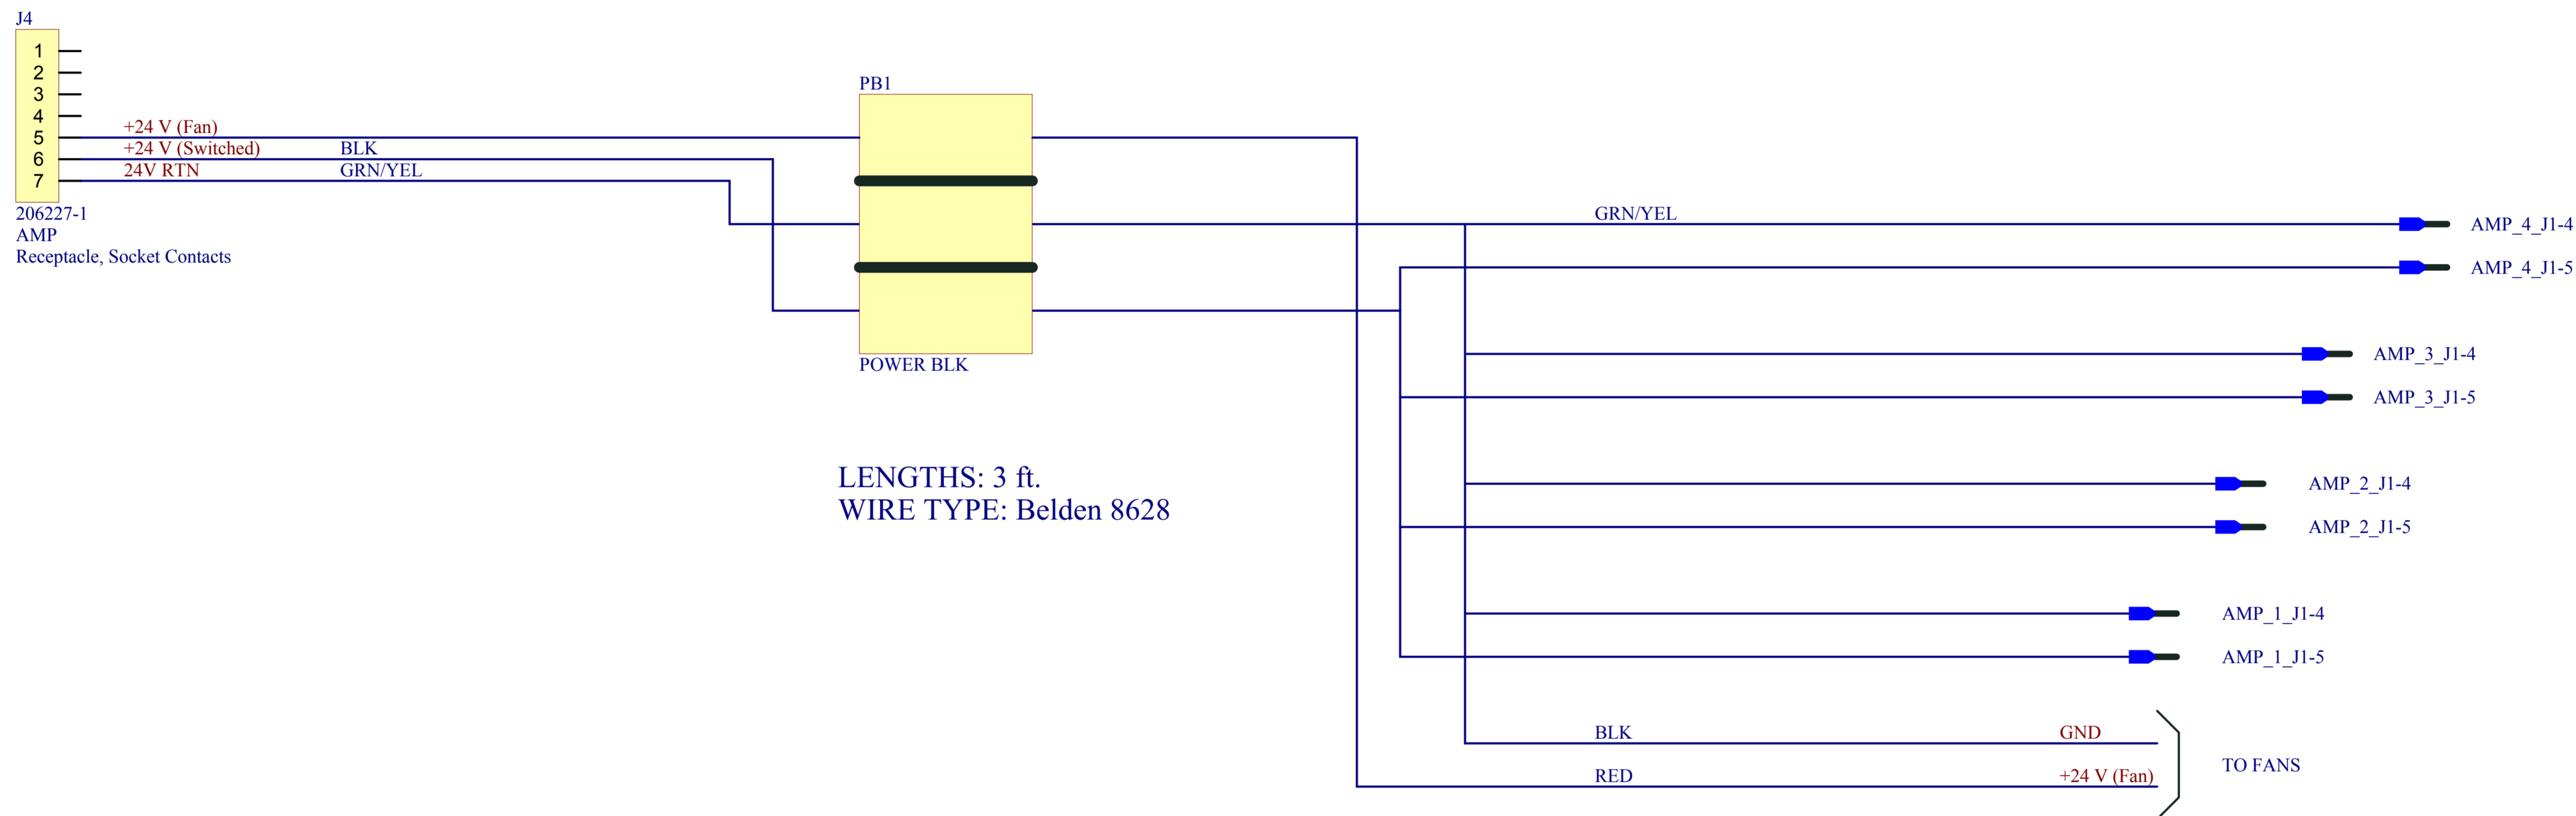 J4
1
2
3
4
5
6
7
+24 V (Fan)
+24 V (Switched)
BLK
24V RTN
GRN/YEL
206227-1
AMP
Receptacle, Socket Contacts
PB1
POWER BLK
LENGTHS: 3 ft.
WIRE TYPE: Belden 8628
GRN/YEL
AMP_4_J1-4
AMP_4_J1-5
AMP_3_J1-4
AMP_3_J1-5
AMP_2_J1-4
AMP_2_J1-5
AMP_1_J1-4
AMP_1_J1-5
BLK
GND
RED
+24 V (Fan)
TO FANS